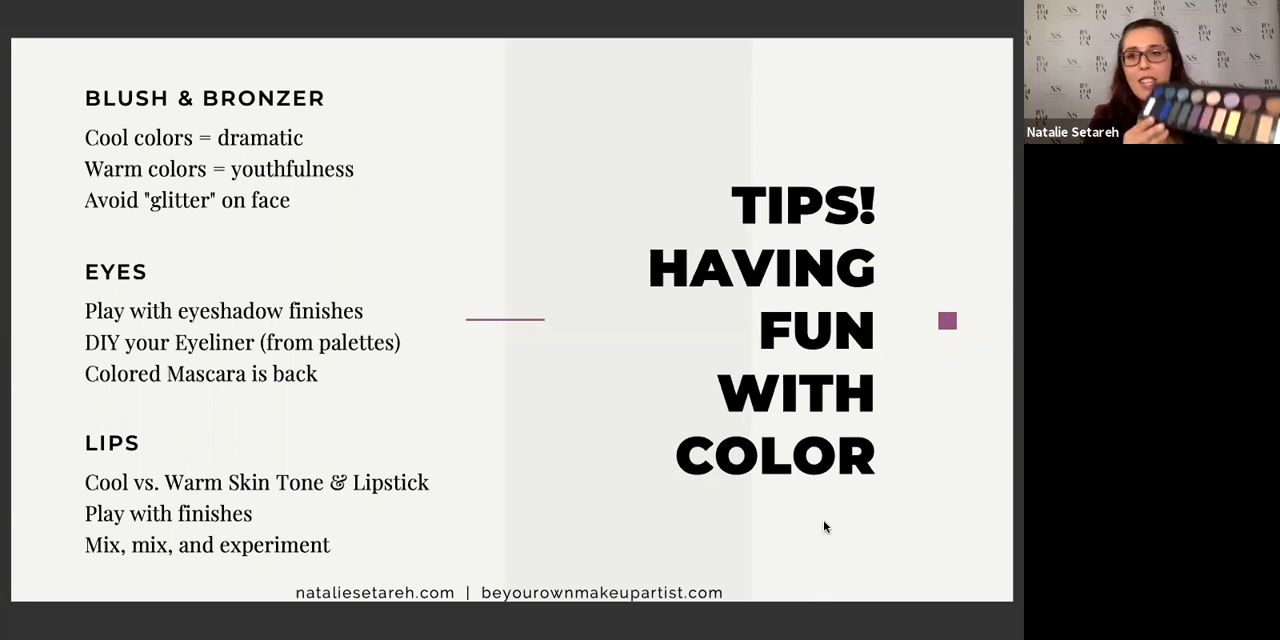 BLUSH & BRONZER
Cool colors = dramatic
Warm colors = youthfulness
Avoid "glitter" on face
EYES
Play with eyeshadow finishes
DIY your Eyeliner (from palettes)
Colored Mascara is back
LIPS
Cool vs. Warm Skin Tone & Lipstick
Play with finishes
Mix, mix, and experiment
TIPS!
HAVING
FUN
WITH
COLOR
nataliesetareh.com | beyourownmakeupartist.com
Natalie Setareh